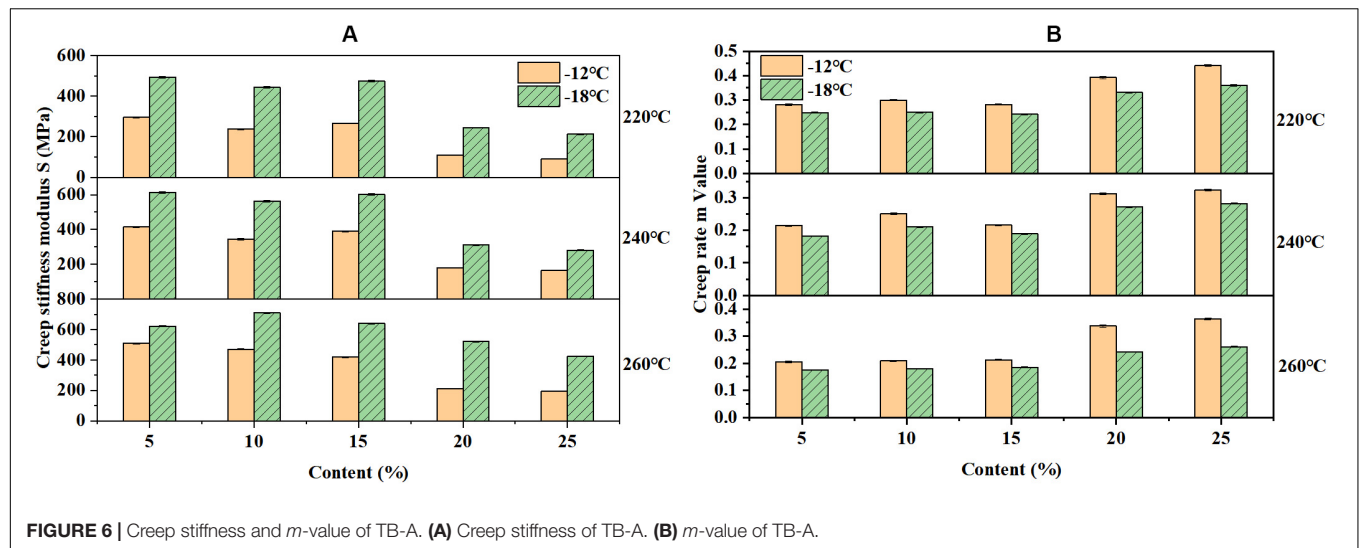 A
B
Creep stiffness modulus S (MPa)
600
400
200
0
-12°C
-18°C
220°C
600
400
200
800
240°C
600
400
200
0
260°C
5 10 15 20 25
Content (%)
Creep rate m Value
0.5
0.4
0.3
0.2
0.1
0.0
-12°C
-18°C
220°C
0.3
0.2
0.1
0.0
240°C
0.4
0.3
0.2
0.1
0.0
260°C
5 10 15 20 25
Content (%)
FIGURE 6 | Creep stiffness and m-value of TB-A. (A) Creep stiffness of TB-A. (B) m-value of TB-A.